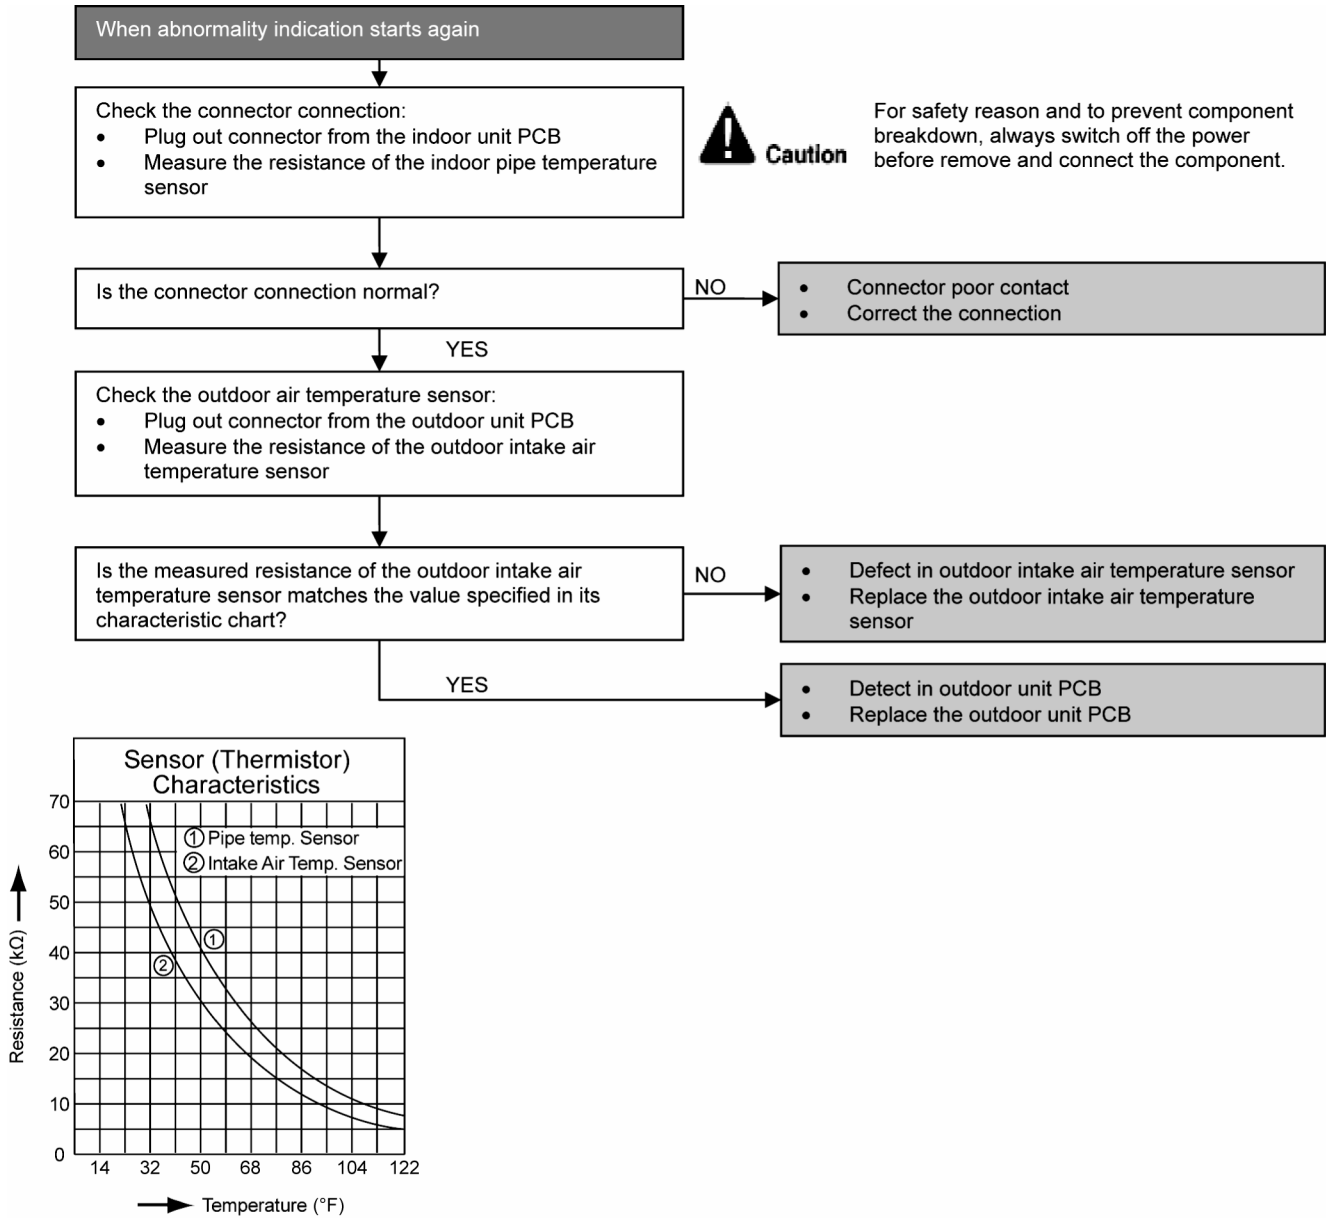 When abnormality indication starts again
Check the connector connection:
• Plug out connector from the indoor unit PCB
• Measure the resistance of the indoor pipe temperature
sensor
Caution
For safety reason and to prevent component
breakdown, always switch off the power
before remove and connect the component.
Is the connector connection normal?
NO
• Connector poor contact
• Correct the connection
YES
Check the outdoor air temperature sensor:
• Plug out connector from the outdoor unit PCB
• Measure the resistance of the outdoor intake air
temperature sensor
Is the measured resistance of the outdoor intake air
temperature sensor matches the value specified in its
characteristic chart?
NO
• Defect in outdoor intake air temperature sensor
• Replace the outdoor intake air temperature
sensor
YES
• Detect in outdoor unit PCB
• Replace the outdoor unit PCB
Sensor (Thermistor)
Characteristics
① Pipe temp. Sensor
② Intake Air Temp. Sensor
①
②
70
60
50
40
30
20
10
0
Resistance (kΩ)
14 32 50 68 86 104 122
Temperature (°F)